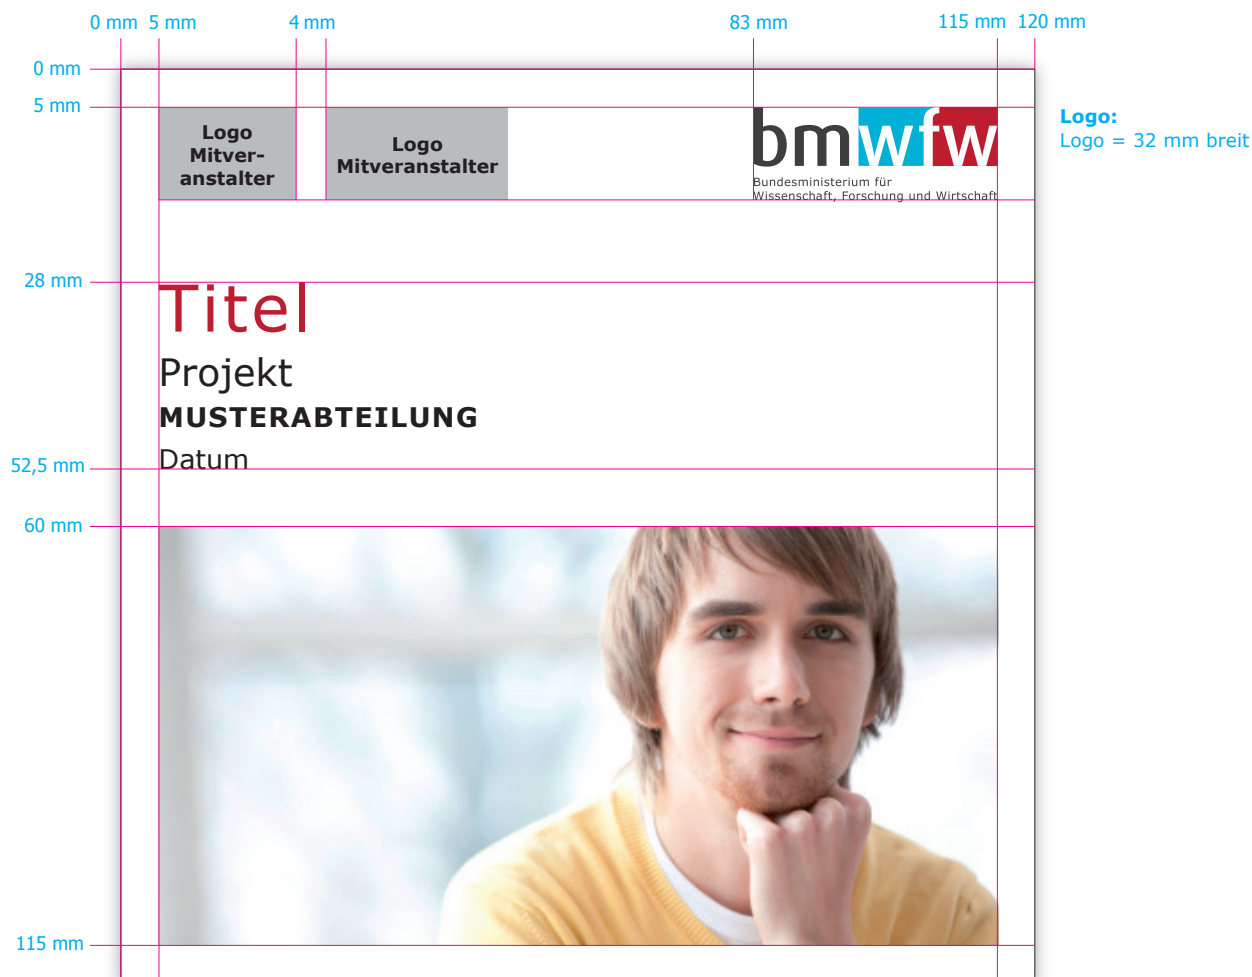 0 mm 5 mm 4 mm 83 mm 115 mm 120 mm
0 mm
5 mm
Logo
Mitver-
anstalter
Logo
Mitveranstalter
bmwfw
Bundesministerium für
Wissenschaft, Forschung und Wirtschaft
Logo:
Logo = 32 mm breit
28 mm
Titel
Projekt
MUSTERABTEILUNG
Datum
52,5 mm
60 mm
115 mm